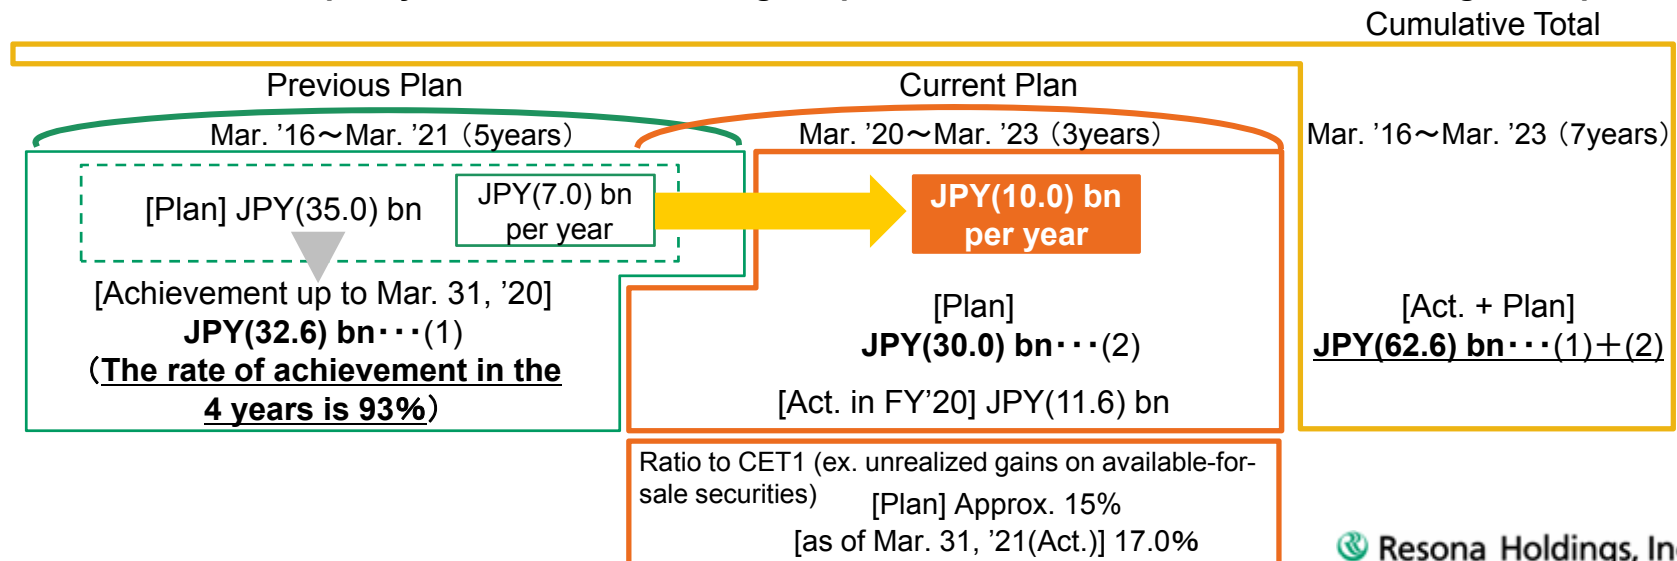 Cumulative Total
Previous Plan
Current Plan
Mar. ’16～Mar. ’21（5years）
Mar. ’20～Mar. ’23（3years）
Mar. ’16～Mar. ’23（7years）
[Plan] JPY(35.0) bn
JPY(7.0) bn
per year
JPY(10.0) bn
per year
[Achievement up to Mar. 31, ’20]
JPY(32.6) bn･･･(1)
（The rate of achievement in the
4 years is 93%）
[Plan]
JPY(30.0) bn･･･(2)
[Act. in FY’20] JPY(11.6) bn
[Act. + Plan]
JPY(62.6) bn･･･(1)＋(2)
Ratio to CET1 (ex. unrealized gains on available-for-
sale securities)
[Plan] Approx. 15%
[as of Mar. 31, ’21(Act.)] 17.0%
Resona Holdings, Inc